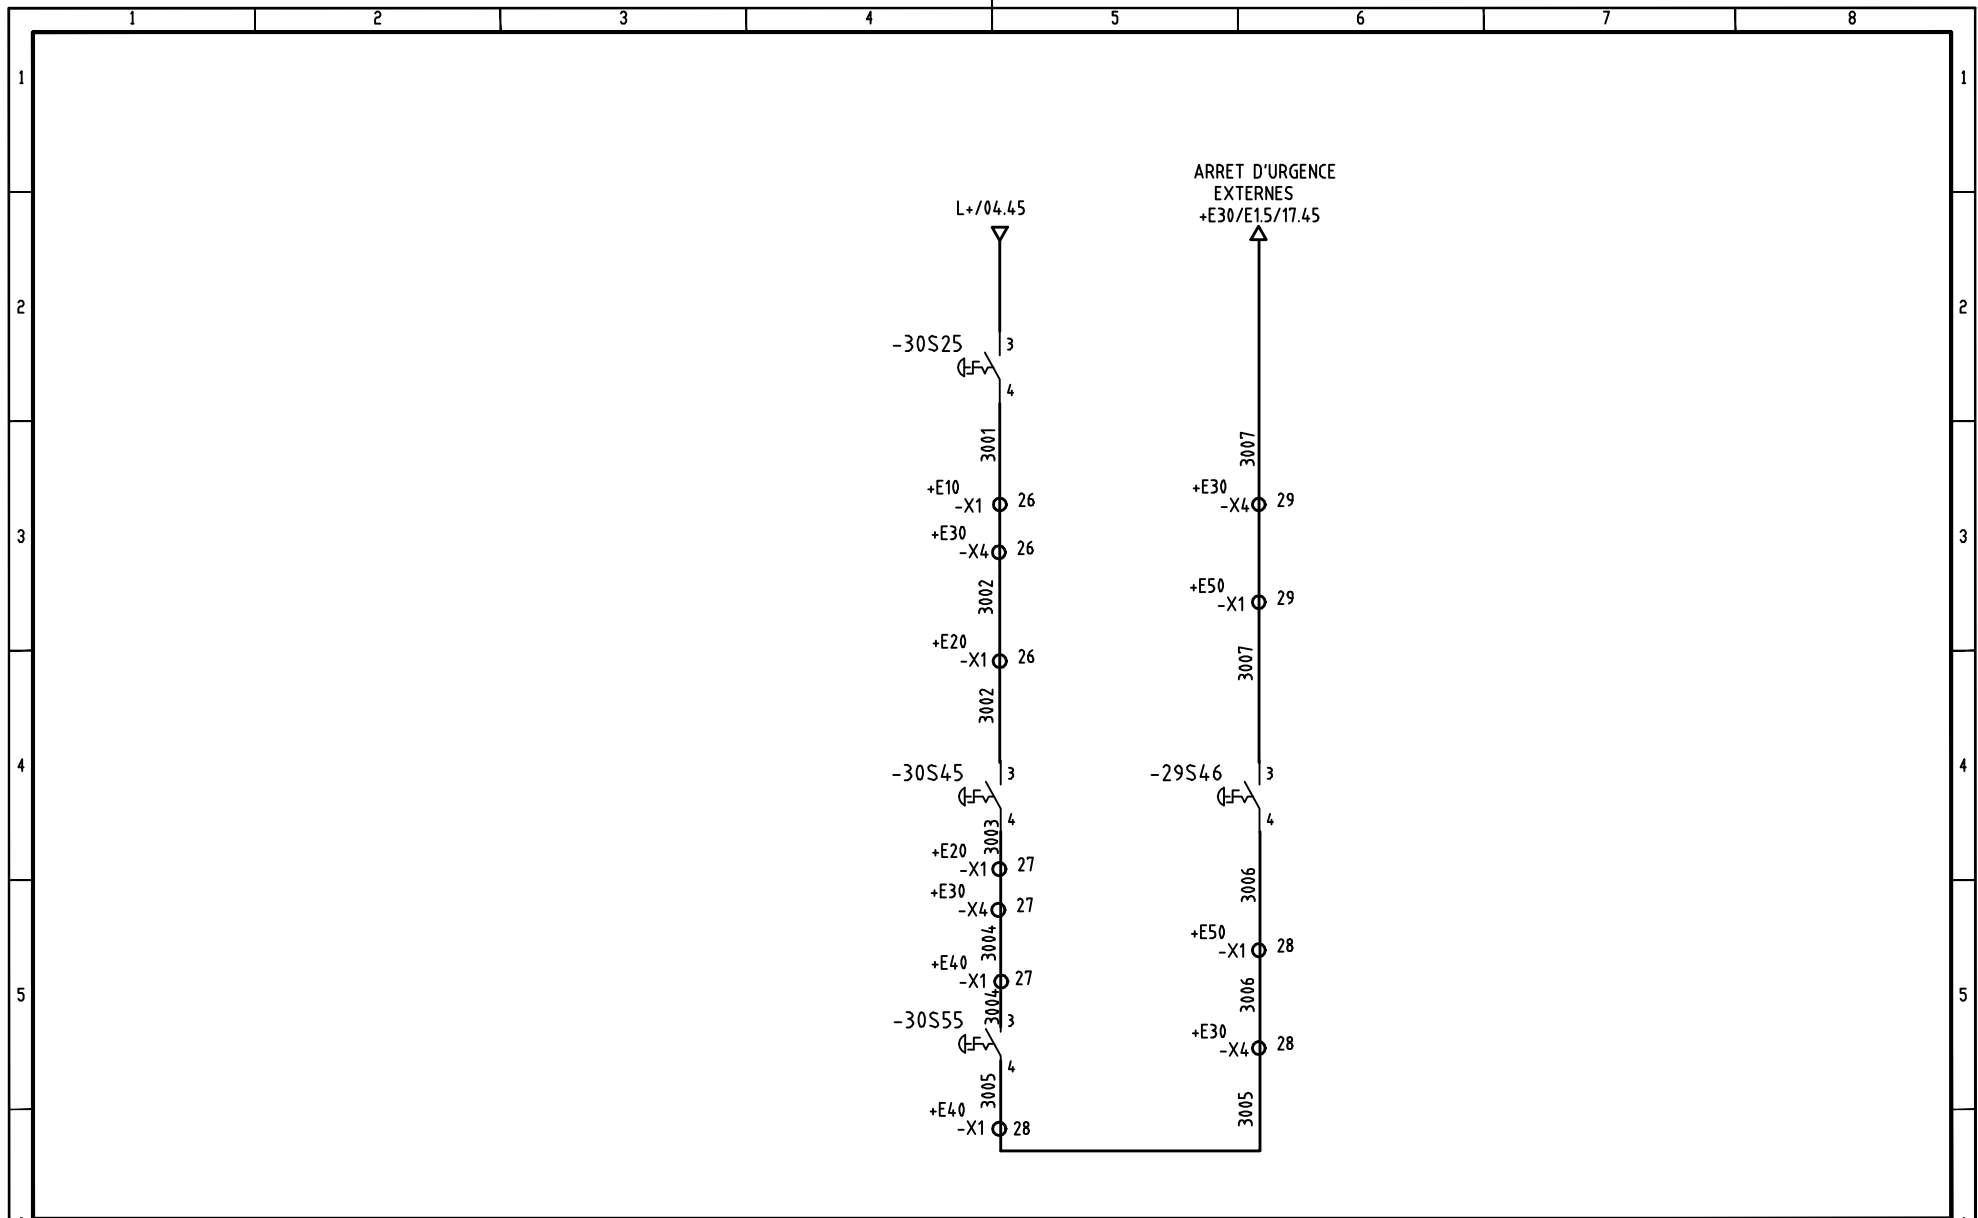 1 2 3 4 5 6 7 8
1 1
ARRET D'URGENCE
EXTERNES
+E30/E1.5/17.45
L+/04.45
2 2
-30S25
3
4
3001
3007
+E10
-X1 26
+E30
-X4 29
+E30
-X4 26
3 3
3002
+E50
-X1 29
+E20
-X1 26
3002
3007
4 4
-30S45
3
4
-29S46
3
4
3003
+E20
-X1 27
+E30
-X4 27
3006
3004
+E50
-X1 28
+E40
-X1 27
3004
3006
5 5
-30S55
3
4
+E30
-X4 28
3005
3005
+E40
-X1 28